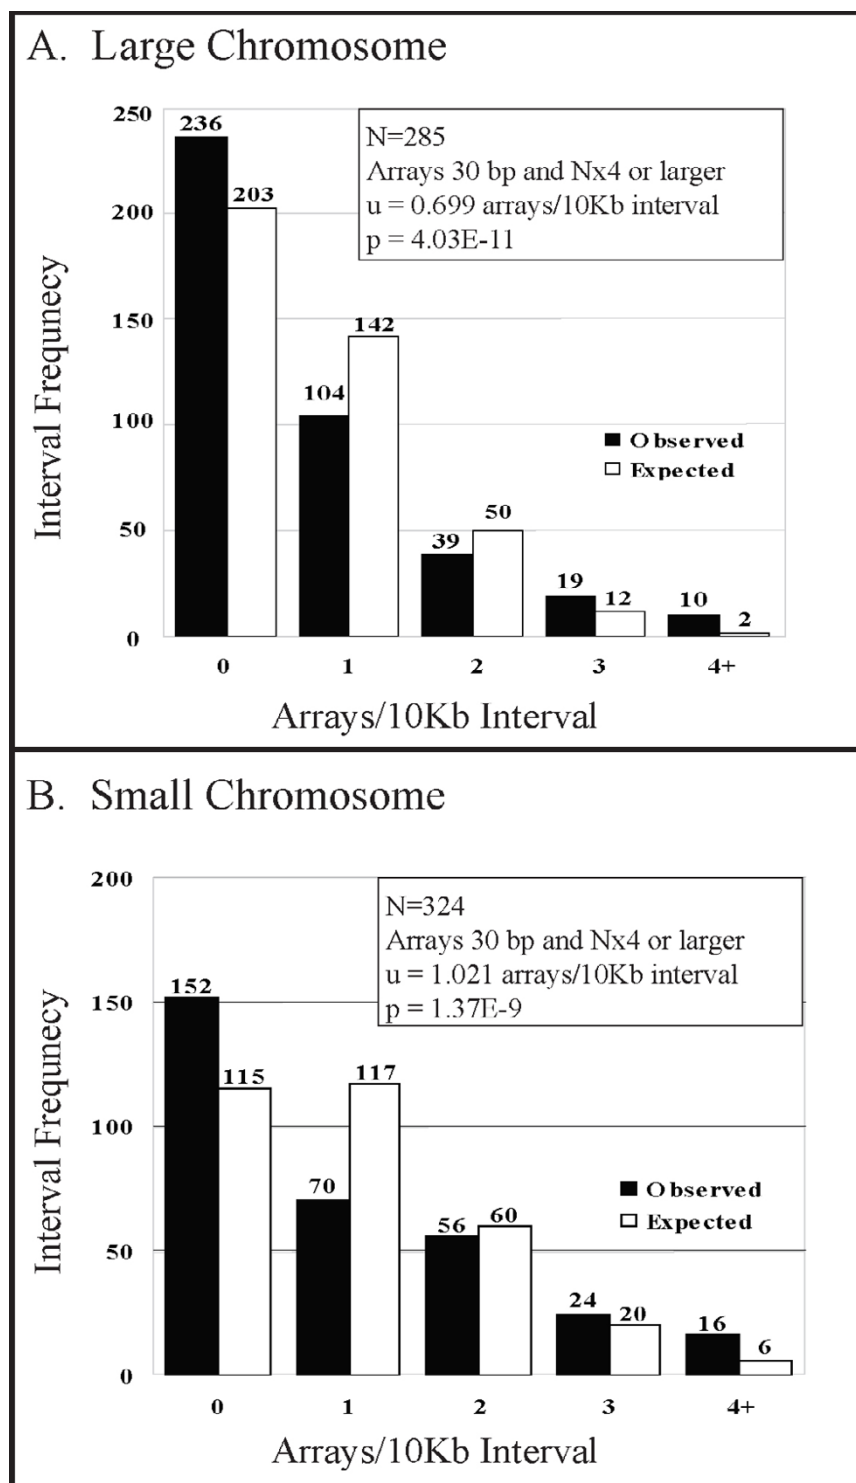 A. Large Chromosome
250
200
150
100
50
0
Interval Frequnecy
236
203
104
142
39
50
19
12
10
2
N=285
Arrays 30 bp and Nx4 or larger
u = 0.699 arrays/10Kb interval
p = 4.03E-11
Observed
Expected
0 1 2 3 4+
Arrays/10Kb Interval
B. Small Chromosome
200
150
100
50
0
Interval Frequnecy
152
115
70
117
56
60
24
20
16
6
N=324
Arrays 30 bp and Nx4 or larger
u = 1.021 arrays/10Kb interval
p = 1.37E-9
Observed
Expected
0 1 2 3 4+
Arrays/10Kb Interval